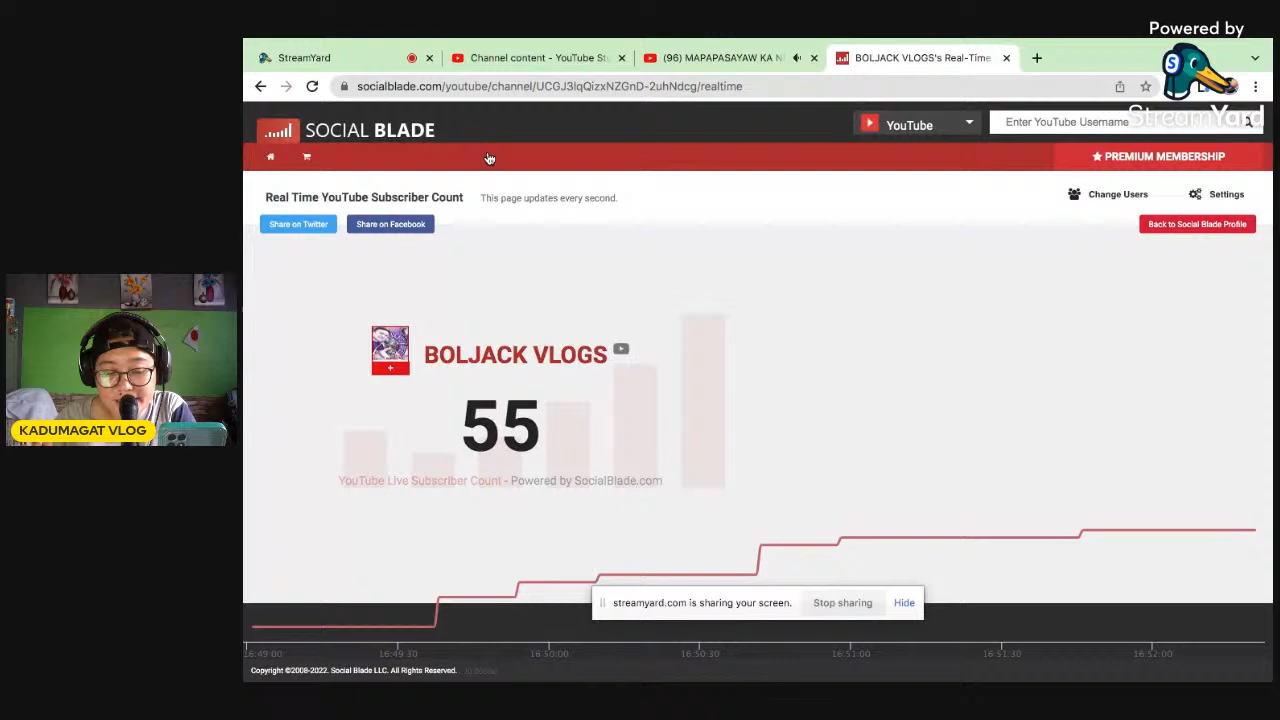 Powered by
StreamYard
StreamYard
Channel content - YouTube Stu
(96) MAPAPASAYAW KA N
BOLJACK VLOGS's Real-Time
socialblade.com/youtube/channel/UCGJ3lqQizxNZGnD-2uhNdcg/realtime
SOCIAL BLADE
YouTube
Enter YouTube Username
PREMIUM MEMBERSHIP
Real Time YouTube Subscriber Count
This page updates every second.
Change Users
Settings
Share on Twitter
Share on Facebook
Back to Social Blade Profile
BOLJACK VLOGS
55
YouTube Live Subscriber Count - Powered by SocialBlade.com
KADUMAGAT VLOG
streamyard.com is sharing your screen.
Stop sharing
Hide
16:49:00
16:49:30
16:50:00
16:50:30
16:51:00
16:51:30
16:52:00
Copyright ©2008-2022. Social Blade LLC. All Rights Reserved.